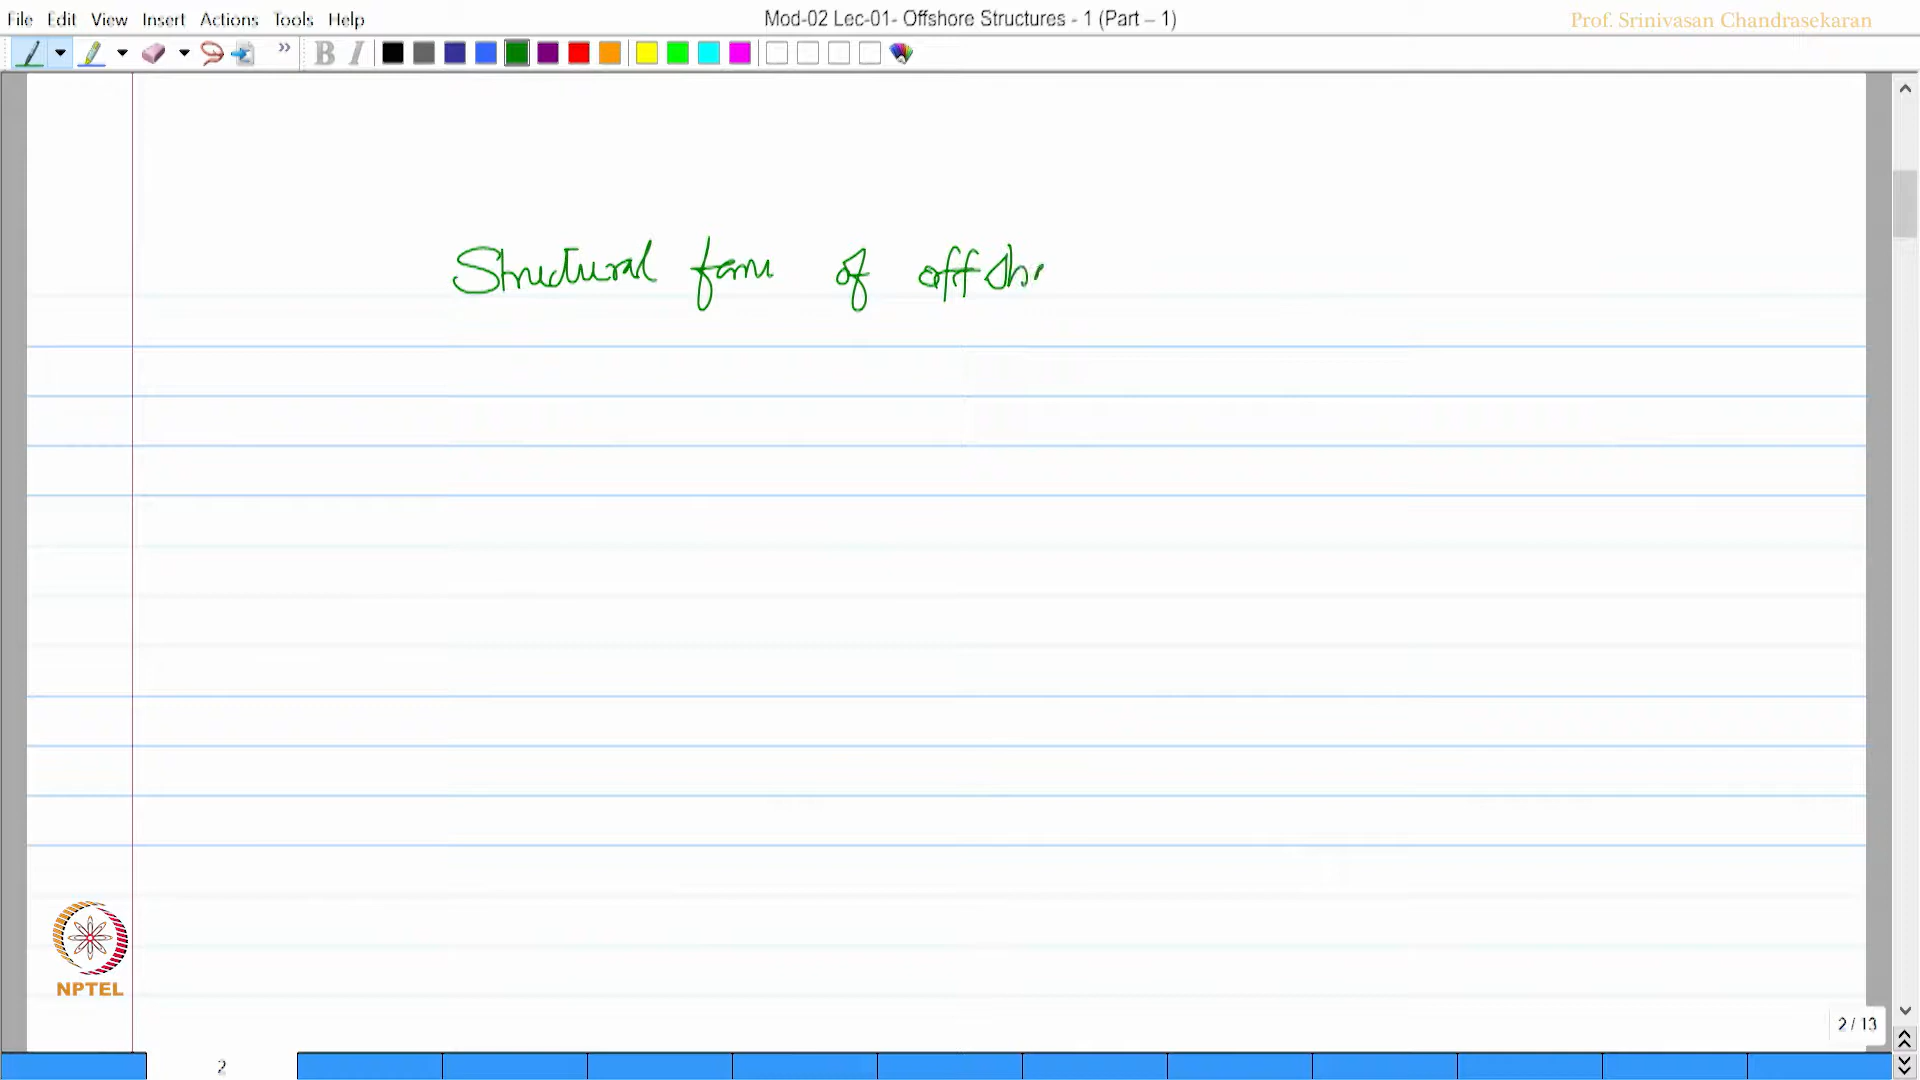 File Edit View Insert Actions Tools Help
Mod-02 Lec-01- Offshore Structures - 1 (Part – 1)
Prof. Srinivasan Chandrasekaran
B I
Structural form of offsho
NPTEL
2 / 13
2